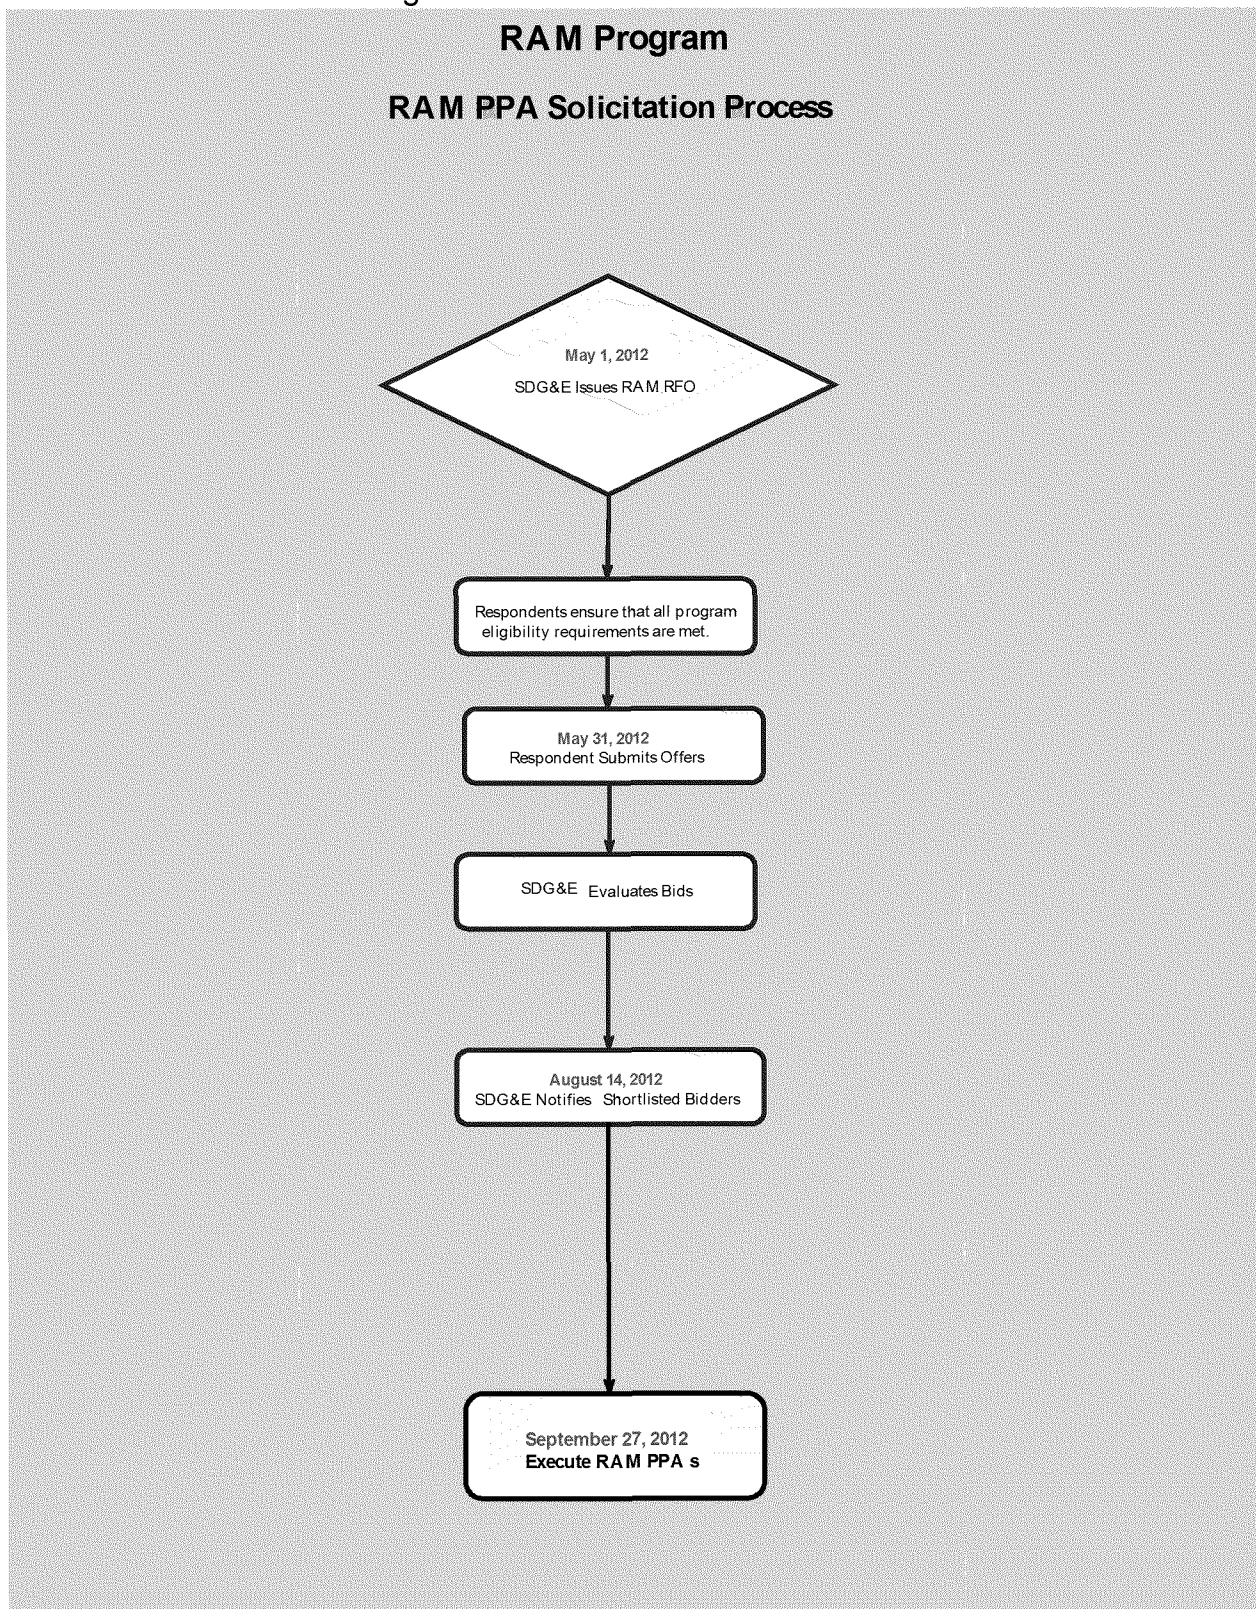 RAM Program
RAM PPA Solicitation Process
May 1, 2012
SDG&E Issues RAM RFO
Respondents ensure that all program
eligibility requirements are met.
May 31, 2012
Respondent Submits Offers
SDG&E Evaluates Bids
August 14, 2012
SDG&E Notifies Shortlisted Bidders
September 27, 2012
Execute RAM PPA s